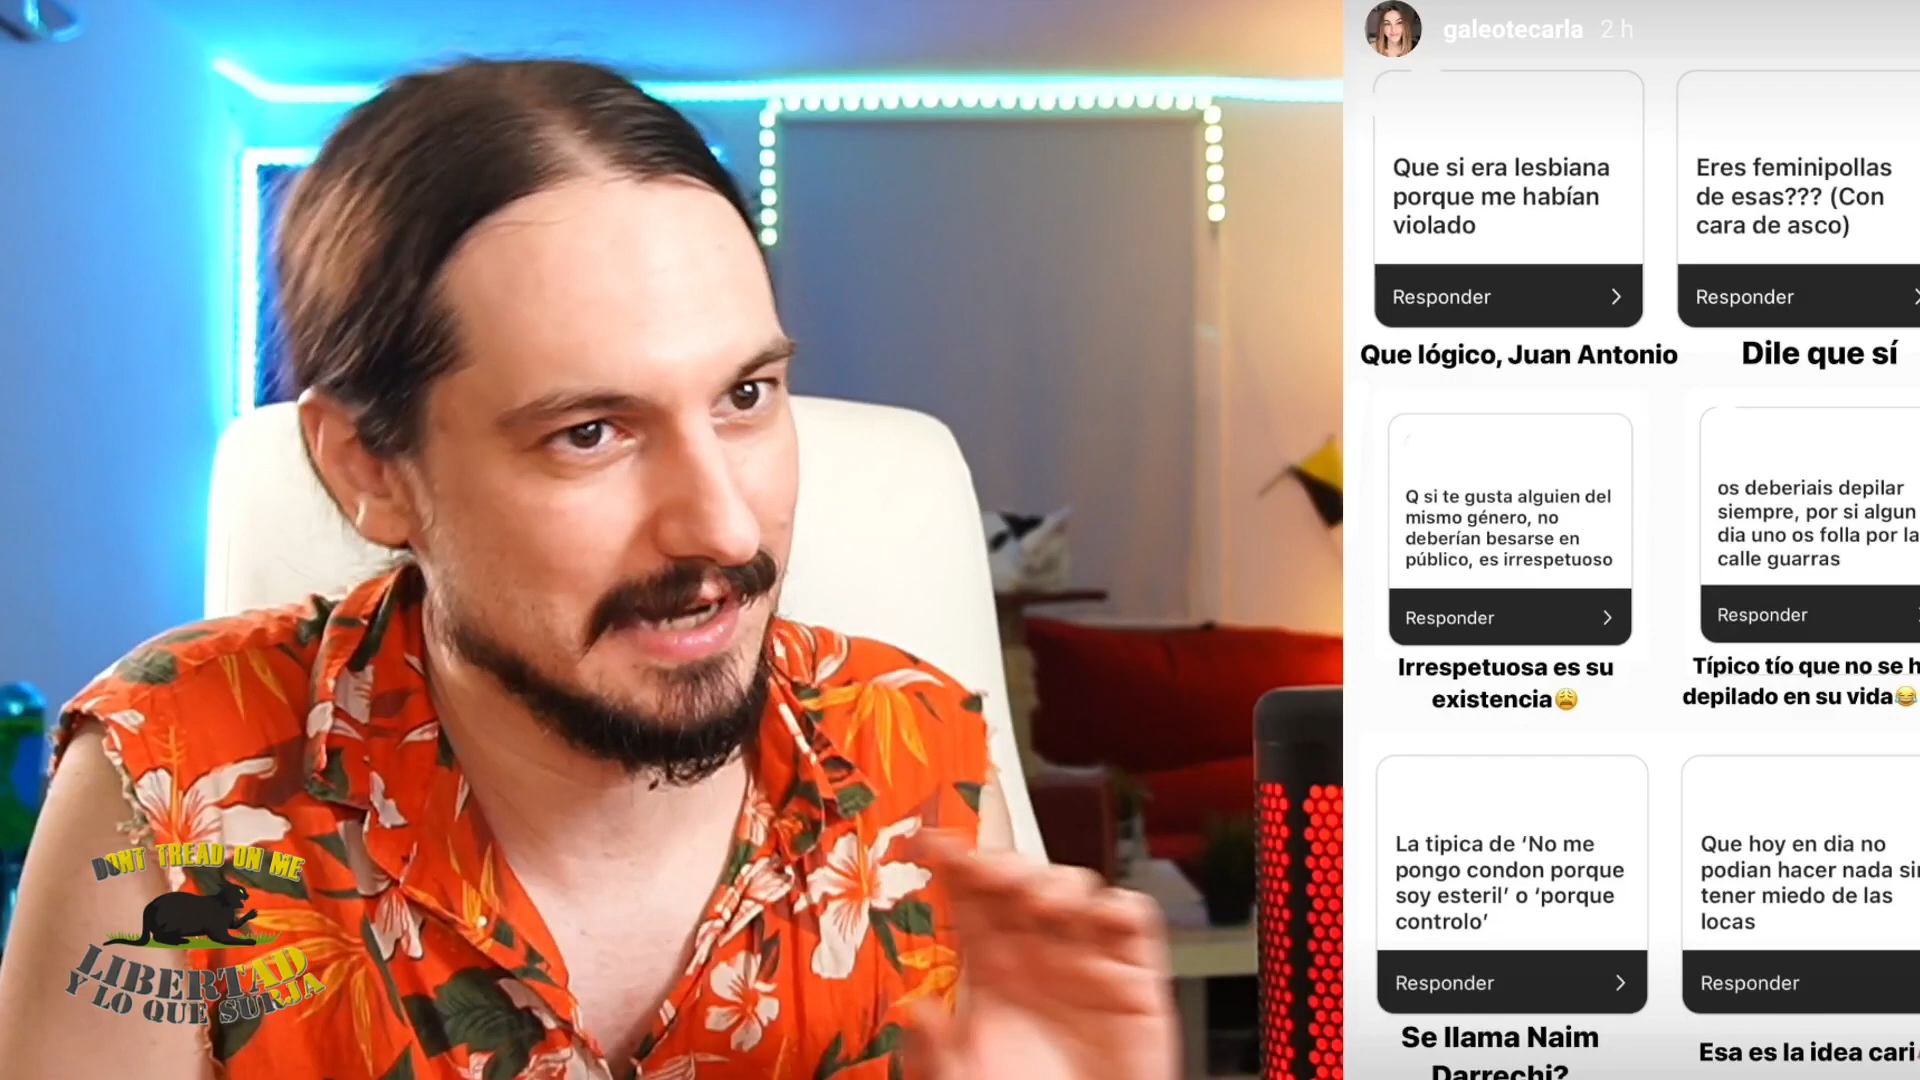 galeotecarla 2 h
Que si era lesbiana
porque me habían
violado
Responder
Que lógico, Juan Antonio
Eres feminipollas
de esas??? (Con
cara de asco)
Responder
Dile que sí
Q si te gusta alguien del
mismo género, no
deberían besarse en
público, es irrespetuoso
Responder
Irrespetuosa es su
existencia😩
os deberiais depilar
siempre, por si algun
dia uno os folla por la
calle guarras
Responder
Típico tío que no se h
depilado en su vida😂
La tipica de ‘No me
pongo condon porque
soy esteril’ o ‘porque
controlo’
Responder
Se llama Naim
Darrechi?
Que hoy en dia no
podian hacer nada sin
tener miedo de las
locas
Responder
Esa es la idea cari
DONT TREAD ON ME
LIBERTAD
Y LO QUE SURJA